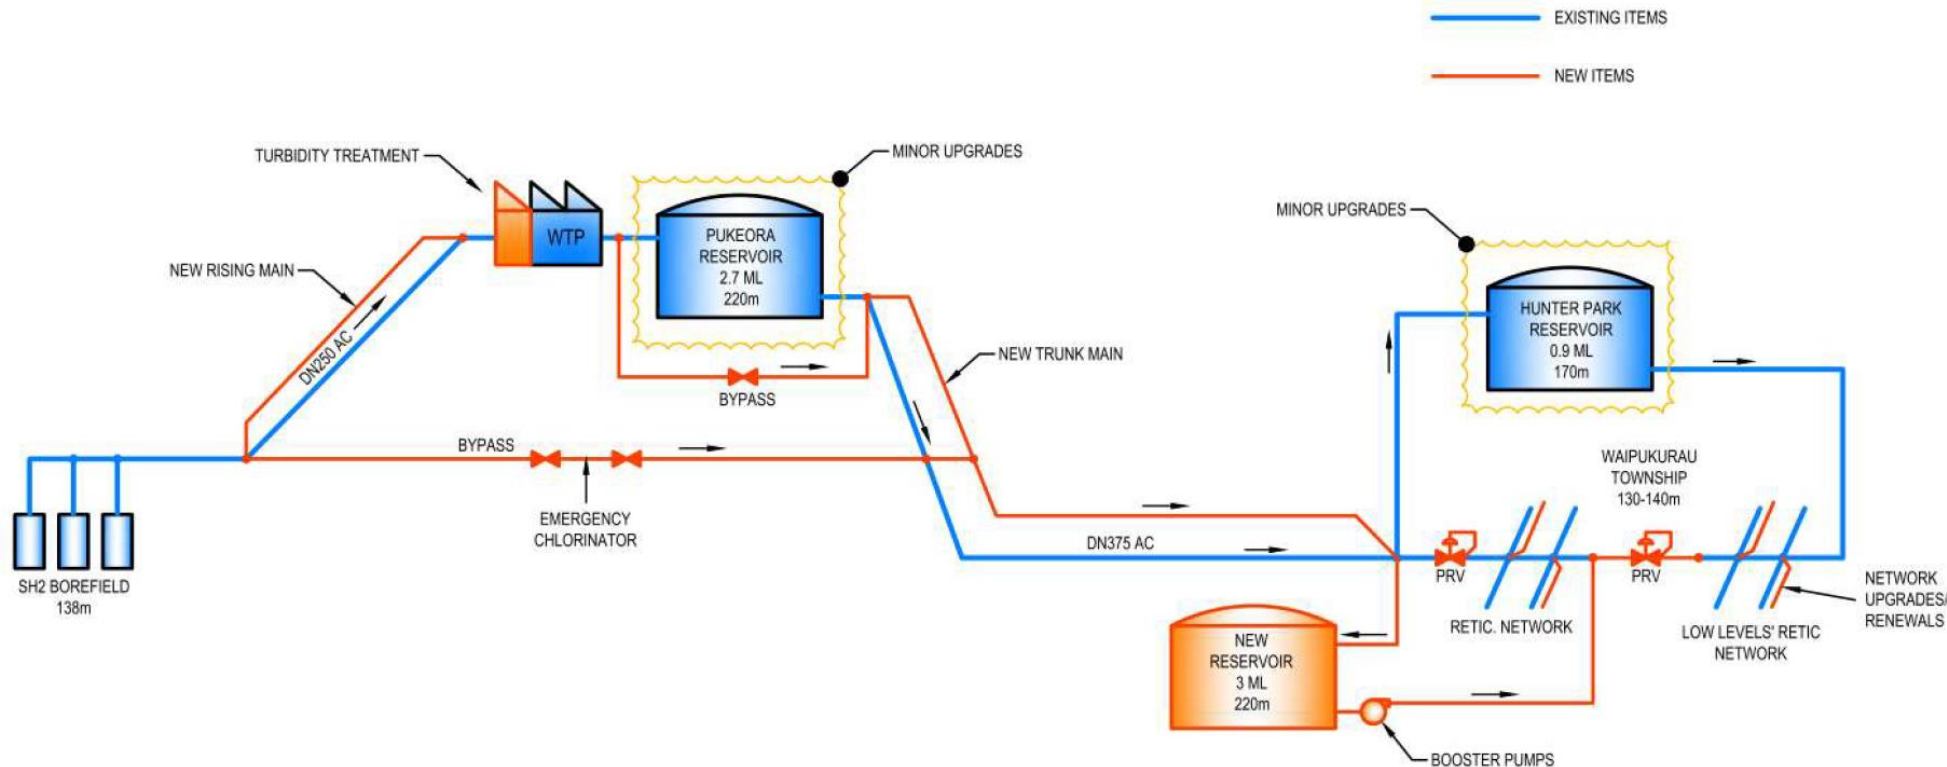 EXISTING ITEMS
NEW ITEMS
TURBIDITY TREATMENT
MINOR UPGRADES
WTP
PUKEORA
RESERVOIR
2.7 ML
220m
NEW RISING MAIN
DN250 AC
BYPASS
NEW TRUNK MAIN
MINOR UPGRADES
HUNTER PARK
RESERVOIR
0.9 ML
170m
BYPASS
EMERGENCY
CHLORINATOR
SH2 BOREFIELD
138m
DN375 AC
WAIPUKURAU
TOWNSHIP
130-140m
PRV
PRV
RETIC. NETWORK
LOW LEVELS' RETIC
NETWORK
NETWORK
UPGRADES/
RENEWALS
NEW
RESERVOIR
3 ML
220m
BOOSTER PUMPS